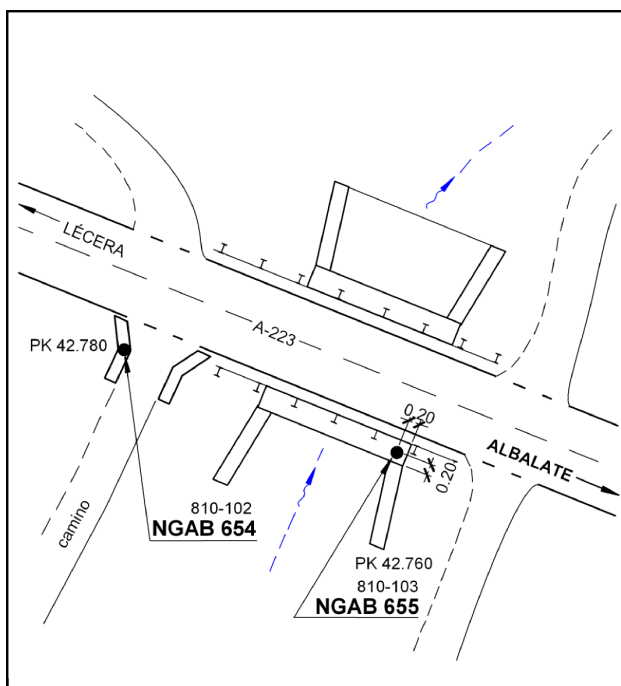 LÉCERA
A-223
PK 42.780
0.20
ALBALATE
0.20
810-102
NGAB 654
camino
PK 42.760
810-103
NGAB 655